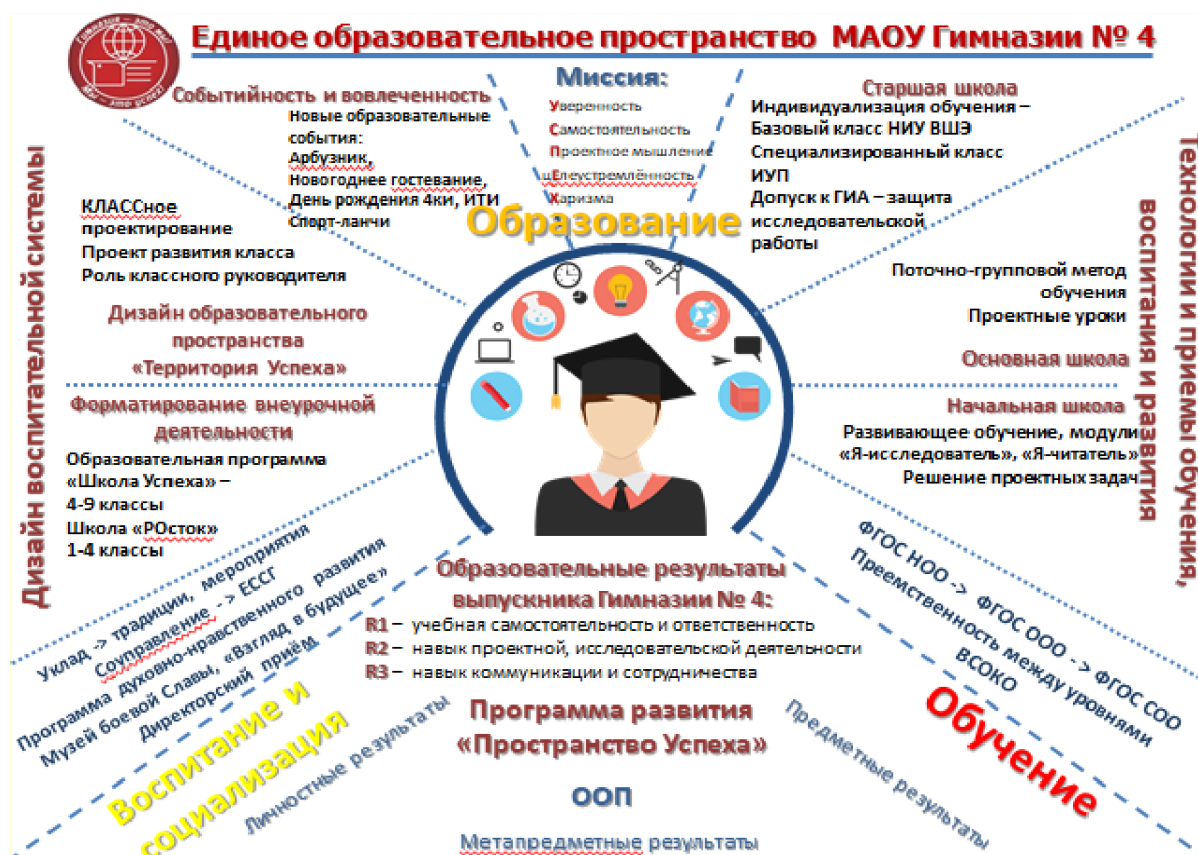 Гимназия – это мы!
Мы – это успех!
Единое образовательное пространство МАОУ Гимназии № 4
Миссия:
Уверенность
Самостоятельность
Проектное мышление
цЕлеустремлённость
Харизма
Образование
Событийность и вовлеченность
Новые образовательные
события:
Арбузник,
Новогоднее гостевание,
День рождения 4ки, ИТИ
Спорт-ланчи
КЛАССное
проектирование
Проект развития класса
Роль классного руководителя
Дизайн образовательного
пространства
«Территория Успеха»
Форматирование внеурочной
деятельности
Образовательная программа
«Школа Успеха» –
4-9 классы
Школа «РОсток»
1-4 классы
Дизайн воспитательной системы
Старшая школа
Индивидуализация обучения –
Базовый класс НИУ ВШЭ
Специализированный класс
ИУП
Допуск к ГИА – защита
исследовательской
работы
Поточно-групповой метод
обучения
Проектные уроки
Основная школа
Начальная школа
Развивающее обучение, модули
«Я-исследователь», «Я-читатель»
Решение проектных задач
Технологии и приемы обучения,
воспитания и развития
Уклад -> традиции, мероприятия
Соуправление - > ЕССГ
Программа духовно-нравственного развития
Музей боевой Славы, «Взгляд в будущее»
Директорский приём
Воспитание и
социализация
Личностные результаты
Образовательные результаты
выпускника Гимназии № 4:
R1 – учебная самостоятельность и ответственность
R2 – навык проектной, исследовательской деятельности
R3 – навык коммуникации и сотрудничества
Программа развития
«Пространство Успеха»
ООП
Метапредметные результаты
ФГОС НОО -> ФГОС ООО - > ФГОС СОО
Преемственность между уровнями
ВСОКО
Обучение
Предметные результаты